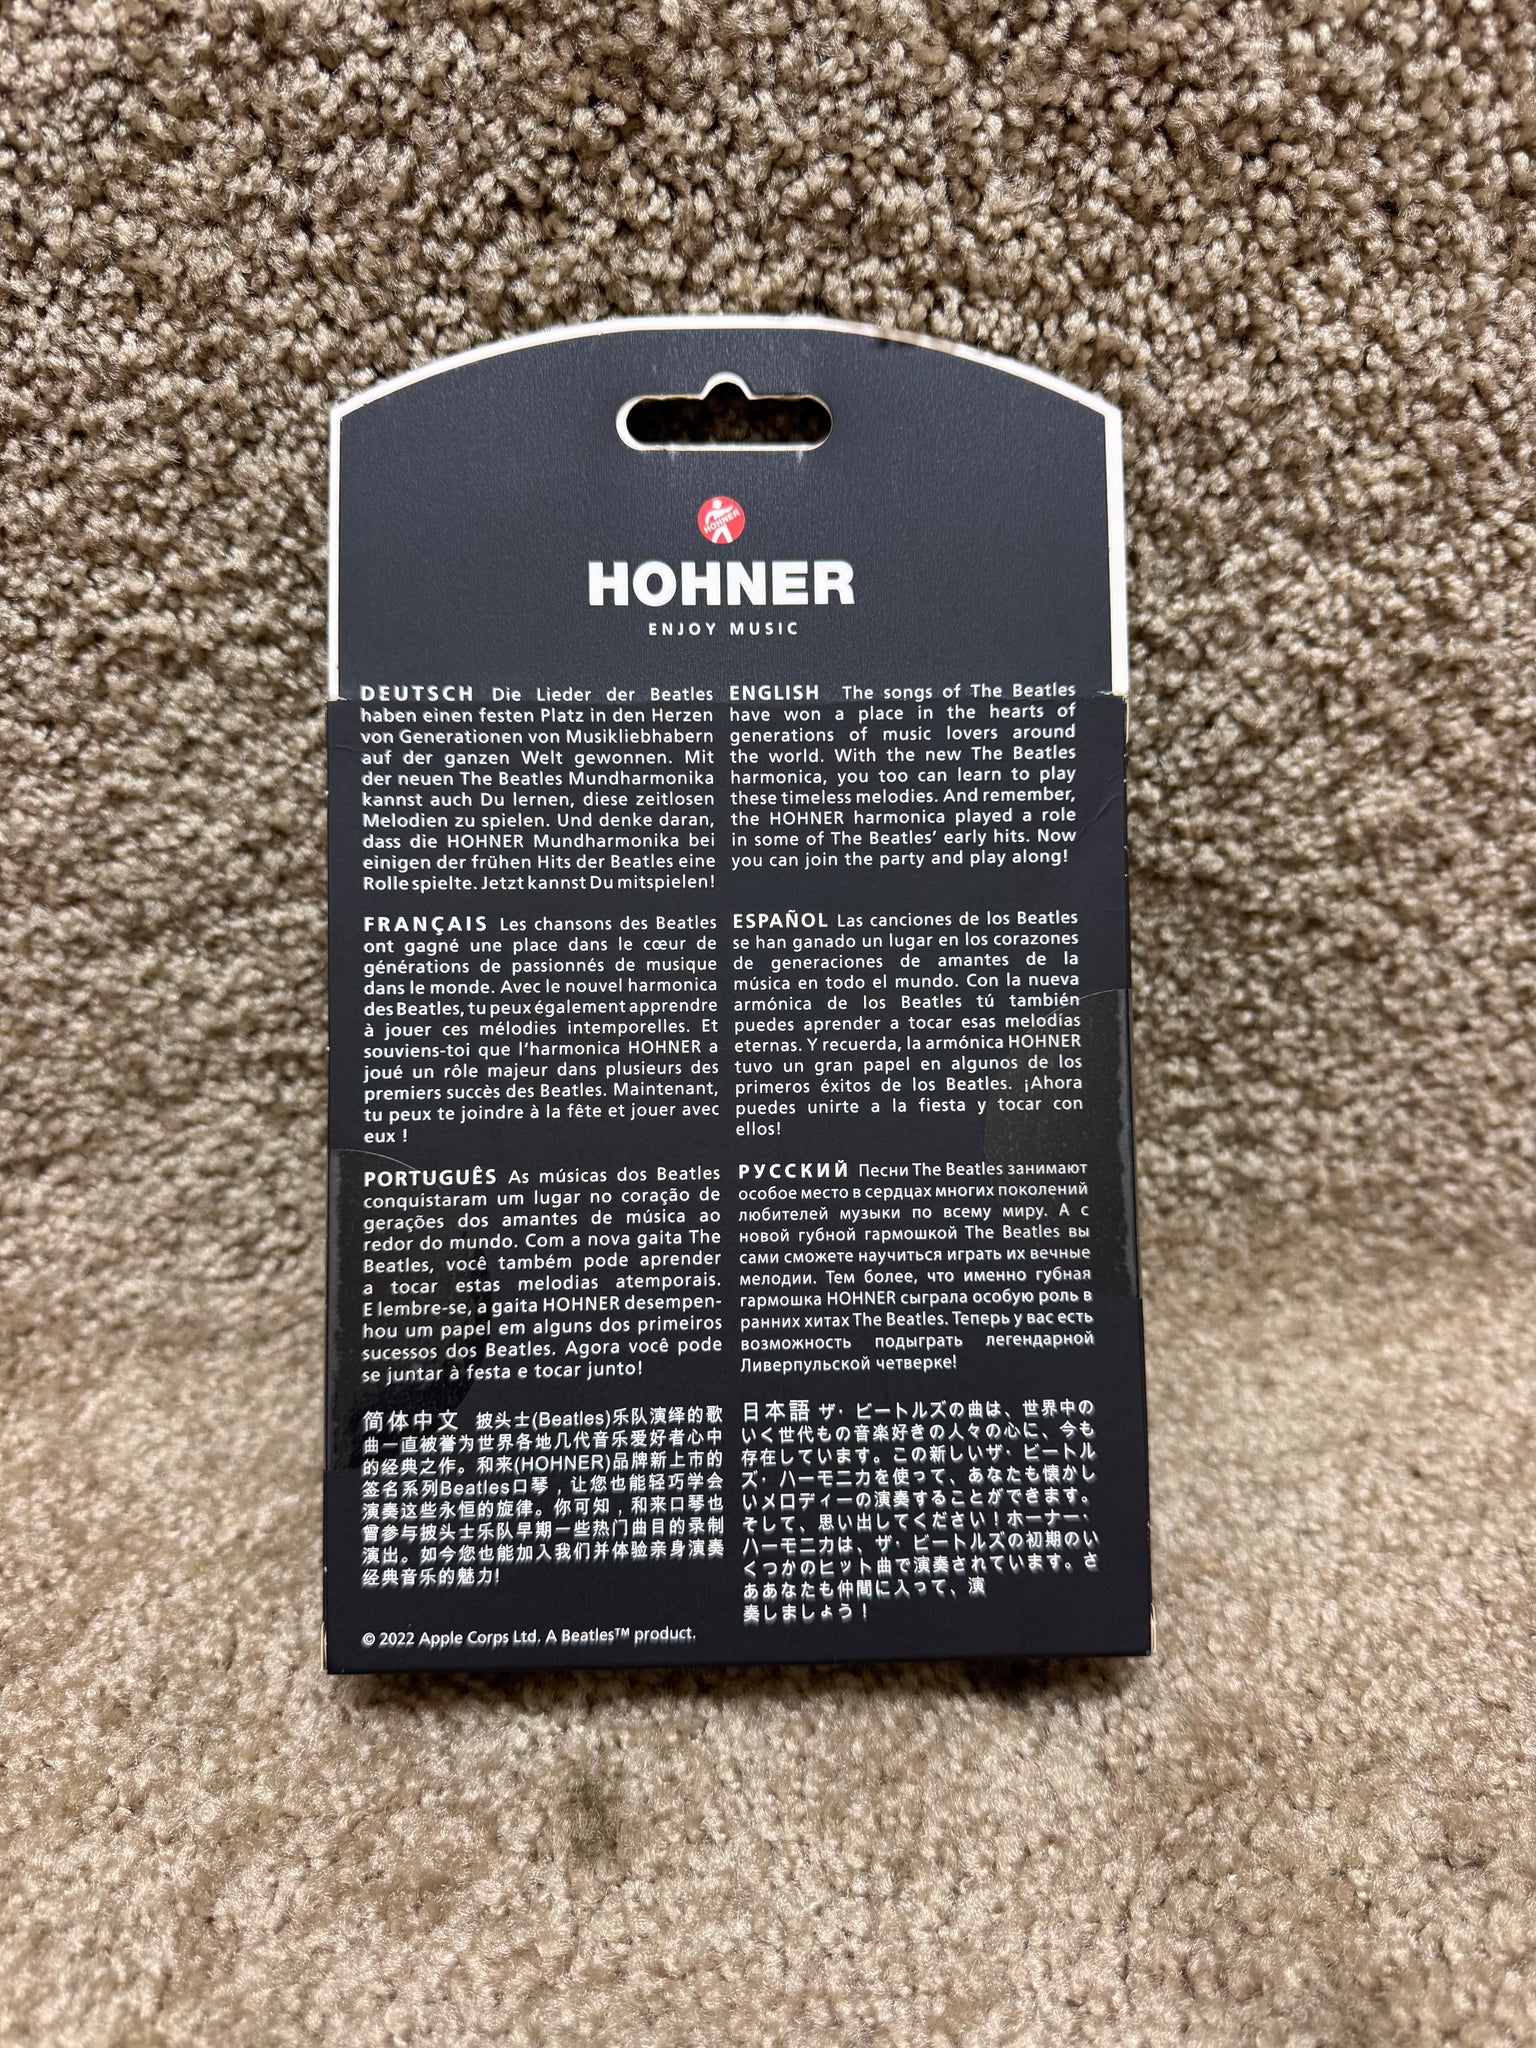 HOHNER
HOHNER
ENJOY MUSIC
DEUTSCH Die Lieder der Beatles
haben einen festen Platz in den Herzen
von Generationen von Musikliebhabern
auf der ganzen Welt gewonnen. Mit
der neuen The Beatles Mundharmonika
kannst auch Du lernen, diese zeitlosen
Melodien zu spielen. Und denke daran,
dass die HOHNER Mundharmonika bei
einigen der frühen Hits der Beatles eine
Rolle spielte. Jetzt kannst Du mitspielen!
ENGLISH The songs of The Beatles
have won a place in the hearts of
generations of music lovers around
the world. With the new The Beatles
harmonica, you too can learn to play
these timeless melodies. And remember,
the HOHNER harmonica played a role
in some of The Beatles’ early hits. Now
you can join the party and play along!
FRANÇAIS Les chansons des Beatles
ont gagné une place dans le cœur de
générations de passionnés de musique
dans le monde. Avec le nouvel harmonica
des Beatles, tu peux également apprendre
à jouer ces mélodies intemporelles. Et
souviens-toi que l’harmonica HOHNER a
joué un rôle majeur dans plusieurs des
premiers succès des Beatles. Maintenant,
tu peux te joindre à la fête et jouer avec
eux !
ESPAÑOL Las canciones de los Beatles
se han ganado un lugar en los corazones
de generaciones de amantes de la
música en todo el mundo. Con la nueva
armónica de los Beatles tú también
puedes aprender a tocar esas melodías
eternas. Y recuerda, la armónica HOHNER
tuvo un gran papel en algunos de los
primeros éxitos de los Beatles. ¡Ahora
puedes unirte a la fiesta y tocar con
ellos!
PORTUGUÊS As músicas dos Beatles
conquistaram um lugar no coração de
gerações dos amantes de música ao
redor do mundo. Com a nova gaita The
Beatles, você também pode aprender
a tocar estas melodias atemporais.
E lembre-se, a gaita HOHNER desempen-
hou um papel em alguns dos primeiros
sucessos dos Beatles. Agora você pode
se juntar à festa e tocar junto!
РУССКИЙ Песни The Beatles занимают
особое место в сердцах многих поколений
любителей музыки по всему миру. А с
новой губной гармошкой The Beatles вы
сами сможете научиться играть их вечные
мелодии. Тем более, что именно губная
гармошка HOHNER сыграла особую роль в
ранних хитах The Beatles. Теперь у вас есть
возможность подыграть легендарной
Ливерпульской четверке!
简体中文 披头士(Beatles)乐队演绎的歌
曲一直被誉为世界各地几代音乐爱好者心中
的经典之作。和来(HOHNER)品牌新上市的
签名系列Beatles口琴，让您也能轻巧学会
演奏这些永恒的旋律。你可知，和来口琴也
曾参与披头士乐队早期一些热门曲目的录制
演出。如今您也能加入我们并体验亲身演奏
经典音乐的魅力!
日本語 ザ・ビートルズの曲は、世界中の
いく世代もの音楽好きの人々の心に、今も
存在しています。この新しいザ・ビートル
ズ・ハーモニカを使って、あなたも懐かし
いメロディーの演奏することができます。
そして、思い出してください！ホーナー・
ハーモニカは、ザ・ビートルズの初期のい
くつかのヒット曲で演奏されています。さ
ああなたも仲間に入って、演
奏しましょう！
© 2022 Apple Corps Ltd. A Beatles™ product.